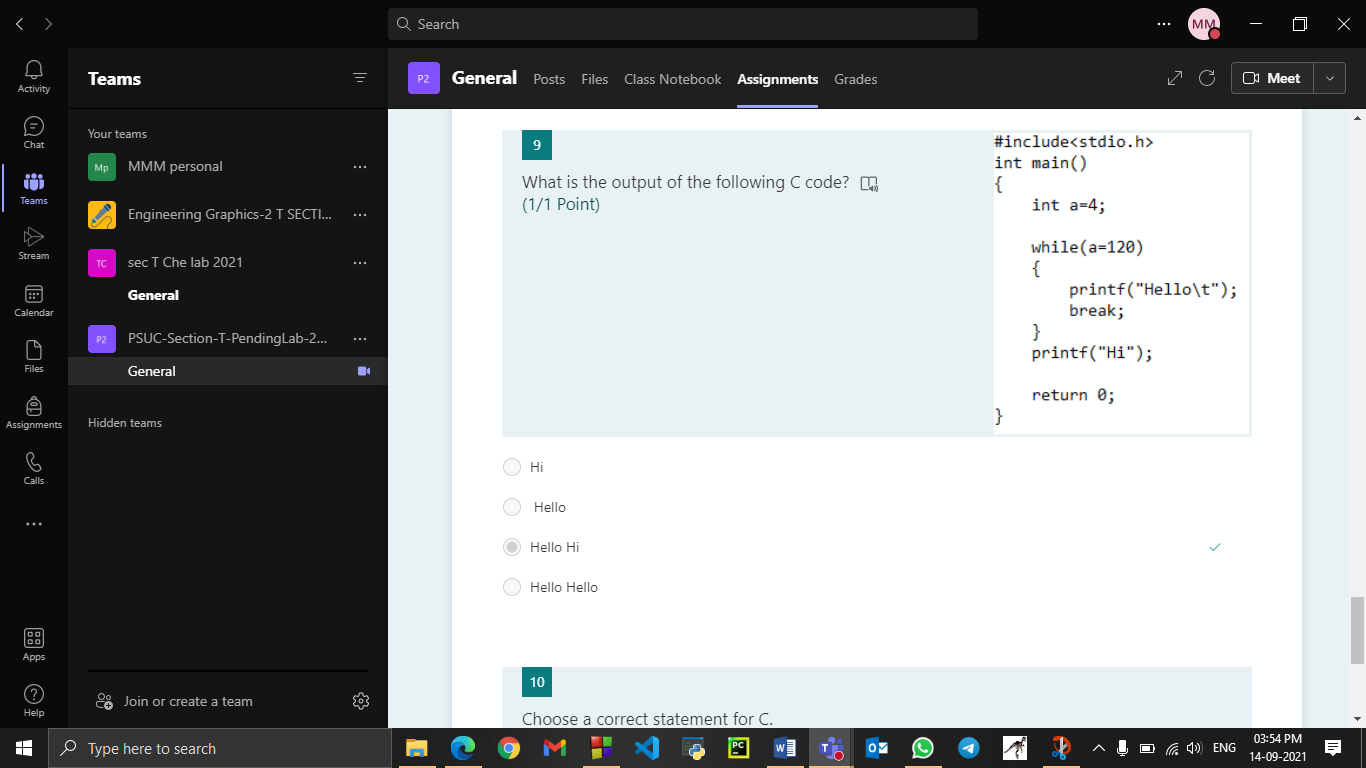 Search
MM
Activity
Chat
Teams
Stream
Calendar
Files
Assignments
Calls
Apps
Help
Teams
Your teams
Mp MMM personal
Engineering Graphics-2 T SECTI...
TC sec T Che lab 2021
General
P2 PSUC-Section-T-PendingLab-2...
General
Hidden teams
Join or create a team
P2 General Posts Files Class Notebook Assignments Grades
Meet
9
What is the output of the following C code?
(1/1 Point)
#include<stdio.h>
int main()
{
int a=4;
while(a=120)
{
printf("Hello\t");
break;
}
printf("Hi");
return 0;
}
Hi
Hello
Hello Hi
Hello Hello
10
Choose a correct statement for C.
Type here to search
PC
ENG
03:54 PM
14-09-2021